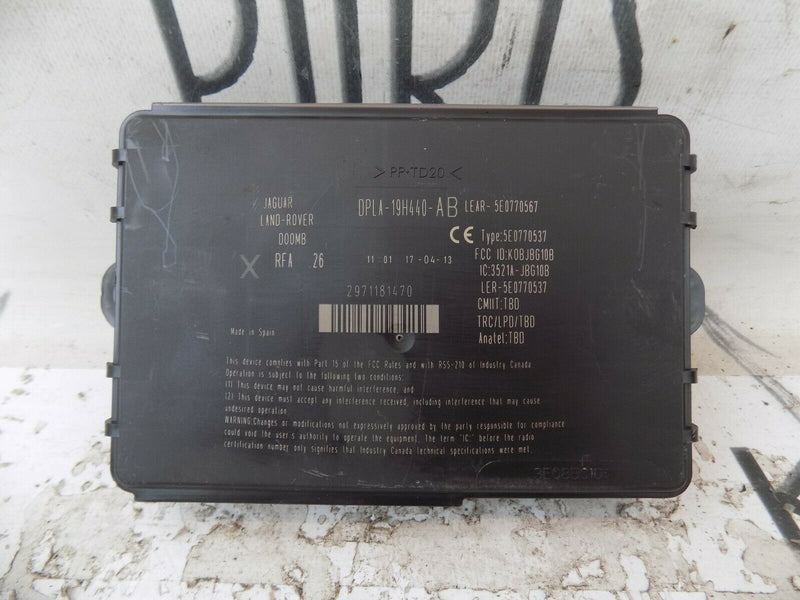 PARTS
> PP-TD20 <
JAGUAR
LAND-ROVER
D00MB
RFA 26
X
DPLA-19H440-AB LEAR-5E0770567
CE Type:5E0770537
FCC ID:KOBJBG10B
IC:3521A-JBG10B
LER-5E0770537
CMIIT:TBD
TRC/LPD/TBD
Anatel:TBD
11 01 17-04-13
2971181470
Made in Spain
This device complies with Part 15 of the FCC Rules and with RSS-210 of Industry Canada.
Operation is subject to the following two conditions:
(1) This device may not cause harmful interference, and
(2) This device must accept any interference received, including interference that may cause
undesired operation.
WARNING:Changes or modifications not expressively approved by the party responsible for compliance
could void the user.s authority to operate the equipment. The term "IC:" before the radio
certification number only signifies that Industry Canada technical specifications were met.